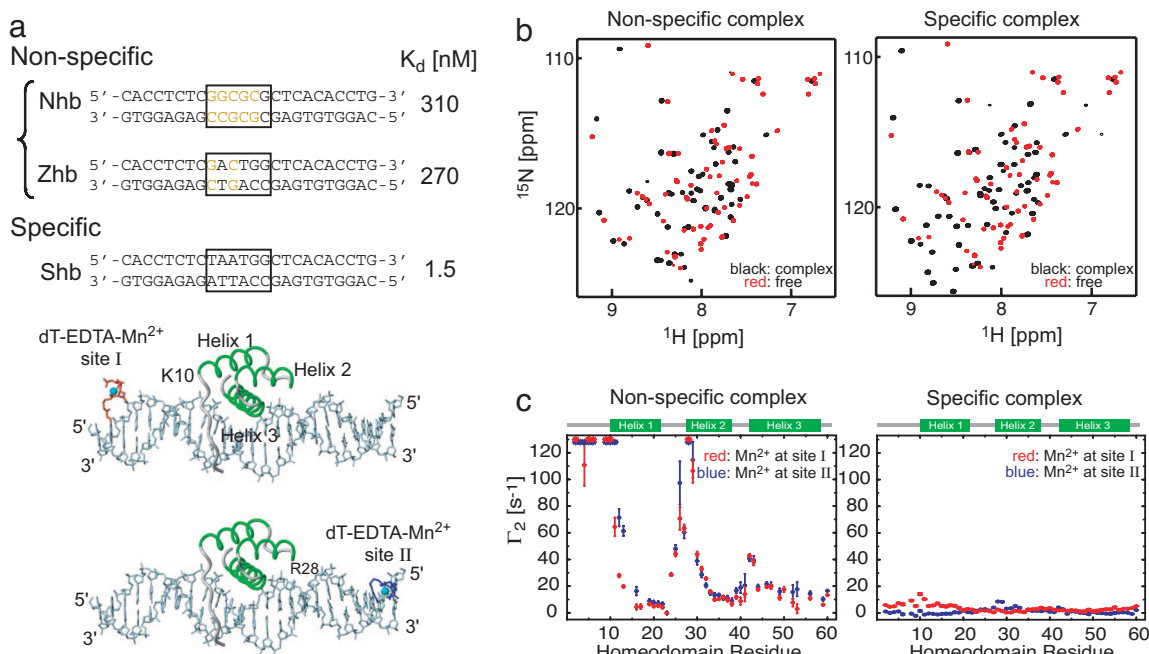 a
Non-specific
K_d [nM]
Nhb 5'-CACCTCTCGGCGCGCTCACACCTG-3' 310
3'-GTGGAGAGCCGCGCGAGTGTGGAC-5'
Zhb 5'-CACCTCTCGACTGGCTCACACCTG-3' 270
3'-GTGGAGAGCTGACCGAGTGTGGAC-5'
Specific
Shb 5'-CACCTCTCTAATGGCTCACACCTG-3' 1.5
3'-GTGGAGAGATTACCGAGTGTGGAC-5'
dT-EDTA-Mn²⁺
site I
Helix 1
K10
Helix 2
5'
5'
Helix 3
3'
3'
dT-EDTA-Mn²⁺
site II
R28
5'
5'
3'
3'
b
Non-specific complex
Specific complex
110
110
¹⁵N [ppm]
120
120
black: complex
red: free
black: complex
red: free
9 8 7
9 8 7
¹H [ppm]
¹H [ppm]
c
Non-specific complex
Specific complex
Helix 1 Helix 2 Helix 3
Helix 1 Helix 2 Helix 3
red: Mn²⁺ at site I
blue: Mn²⁺ at site II
red: Mn²⁺ at site I
blue: Mn²⁺ at site II
Γ₂ [s⁻¹]
120
100
80
60
40
20
0
120
100
80
60
40
20
0
0 10 20 30 40 50 60
0 10 20 30 40 50 60
Homeodomain Residue
Homeodomain Residue